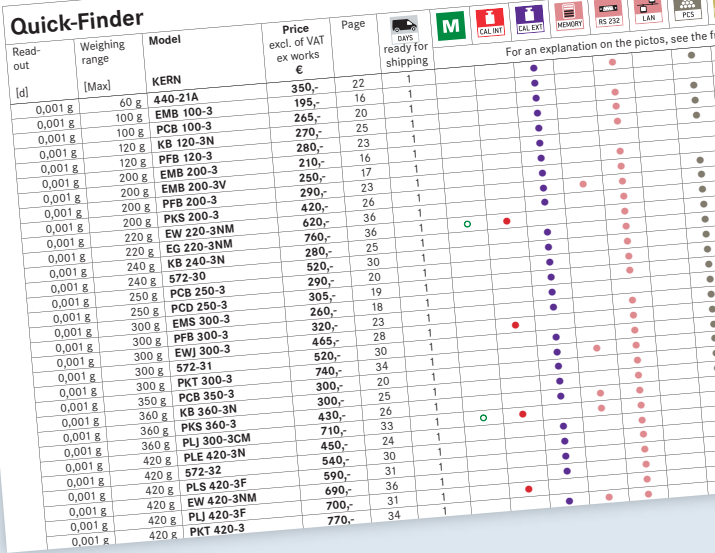 Quick-Finder
Read-out [d] Weighing range [Max] Model KERN Price excl. of VAT ex works € Page DAYS ready for shipping M CAL INT CAL EXT MEMORY RS 232 LAN PCS
For an explanation on the pictos, see the fr
0,001 g 60 g 440-21A 350,- 22 1
0,001 g 100 g EMB 100-3 195,- 16 1
0,001 g 100 g PCB 100-3 265,- 20 1
0,001 g 120 g KB 120-3N 270,- 25 1
0,001 g 120 g PFB 120-3 280,- 23 1
0,001 g 200 g EMB 200-3 210,- 16 1
0,001 g 200 g EMB 200-3V 250,- 17 1
0,001 g 200 g PFB 200-3 290,- 23 1
0,001 g 200 g PKS 200-3 420,- 26 1
0,001 g 220 g EW 220-3NM 620,- 36 1
0,001 g 220 g EG 220-3NM 760,- 36 1
0,001 g 240 g KB 240-3N 280,- 25 1
0,001 g 240 g 572-30 520,- 30 1
0,001 g 250 g PCB 250-3 290,- 20 1
0,001 g 250 g PCD 250-3 305,- 19 1
0,001 g 300 g EMS 300-3 260,- 18 1
0,001 g 300 g PFB 300-3 320,- 23 1
0,001 g 300 g EWJ 300-3 465,- 28 1
0,001 g 300 g 572-31 520,- 30 1
0,001 g 300 g PKT 300-3 740,- 34 1
0,001 g 350 g PCB 350-3 300,- 20 1
0,001 g 360 g KB 360-3N 300,- 25 1
0,001 g 360 g PKS 360-3 430,- 26 1
0,001 g 360 g PLJ 300-3CM 710,- 33 1
0,001 g 420 g PLE 420-3N 450,- 24 1
0,001 g 420 g 572-32 540,- 30 1
0,001 g 420 g PLS 420-3F 590,- 31 1
0,001 g 420 g EW 420-3NM 690,- 36 1
0,001 g 420 g PLJ 420-3F 700,- 31 1
0,001 g 420 g PKT 420-3 770,- 34 1